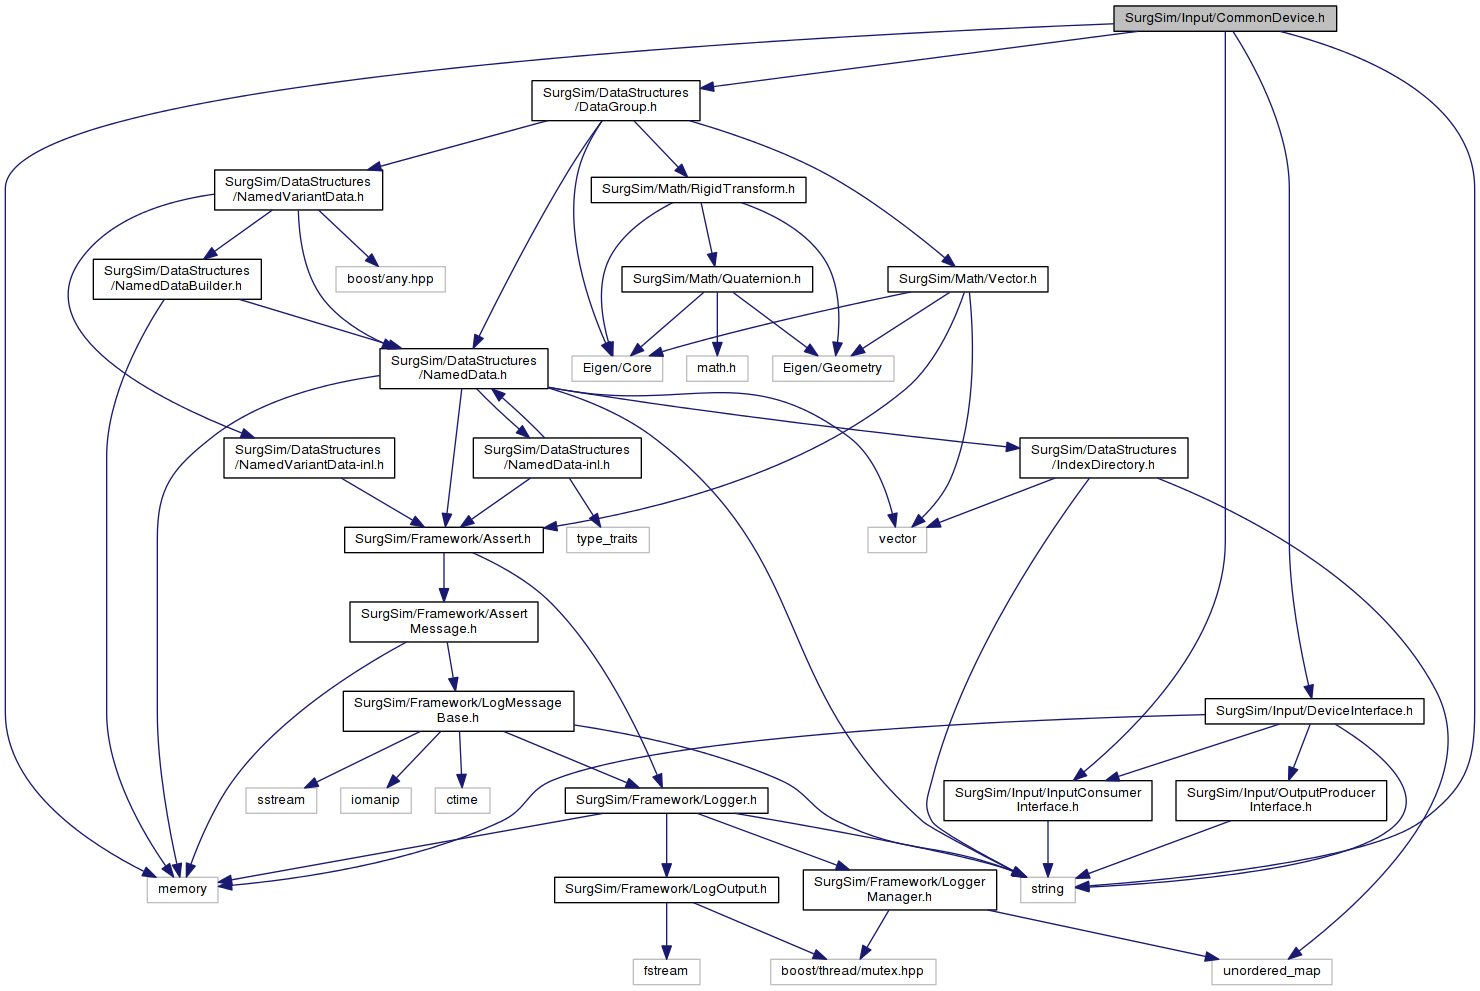 SurgSim/Input/CommonDevice.h
SurgSim/DataStructures
/DataGroup.h
SurgSim/DataStructures
/NamedVariantData.h
SurgSim/Math/RigidTransform.h
SurgSim/DataStructures
/NamedDataBuilder.h
boost/any.hpp
SurgSim/Math/Quaternion.h
SurgSim/Math/Vector.h
SurgSim/DataStructures
/NamedData.h
Eigen/Core
math.h
Eigen/Geometry
SurgSim/DataStructures
/NamedVariantData-inl.h
SurgSim/DataStructures
/NamedData-inl.h
SurgSim/DataStructures
/IndexDirectory.h
SurgSim/Framework/Assert.h
type_traits
vector
SurgSim/Framework/Assert
Message.h
SurgSim/Framework/LogMessage
Base.h
SurgSim/Input/DeviceInterface.h
sstream
iomanip
ctime
SurgSim/Framework/Logger.h
SurgSim/Input/InputConsumer
Interface.h
SurgSim/Input/OutputProducer
Interface.h
memory
SurgSim/Framework/LogOutput.h
SurgSim/Framework/Logger
Manager.h
string
fstream
boost/thread/mutex.hpp
unordered_map